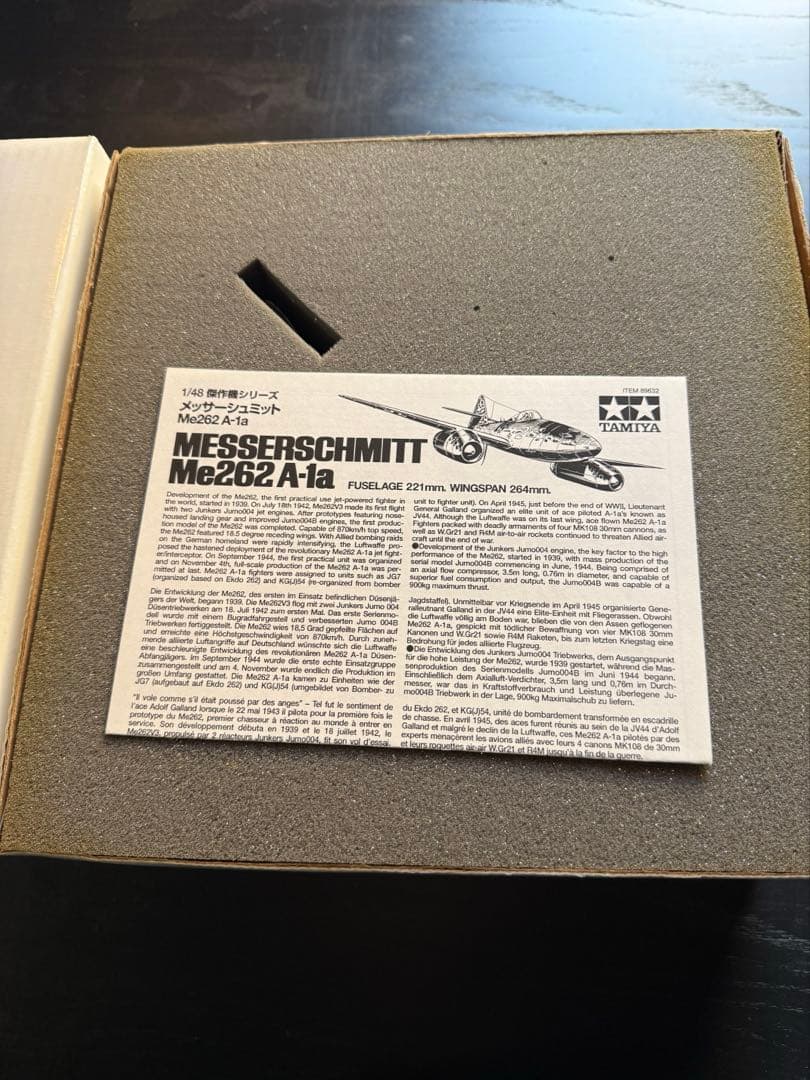 1/48 傑作機シリーズ
メッサーシュミット
Me262 A-1a
MESSERSCHMITT
Me262 A-1a
FUSELAGE 221mm. WINGSPAN 264mm.
ITEM 89632
TAMIYA
Development of the Me262, the first practical use jet-powered fighter in
the world, started in 1939. On July 18th 1942, Me262V3 made its first flight
with two Junkers Jumo004 jet engines. After prototypes featuring nose-
housed landing gear and improved Jumo004B engines, the first produc-
tion model of the Me262 was completed. Capable of 870km/h top speed,
the Me262 featured 18.5 degree receding wings. With Allied bombing raids
on the German homeland were rapidly intensifying, the Luftwaffe pro-
posed the hastened deployment of the revolutionary Me262 A-1a jet fight-
er/interceptor. On September 1944, the first practical unit was organized
and on November 4th, full-scale production of the Me262 A-1a was per-
mitted at last. Me262 A-1a fighters were assigned to units such as JG7
(organized based on Ekdo 262) and KG(J)54 (re-organized from bomber
unit to fighter unit). On April 1945, just before the end of WWII, Lieutenant
General Galland organized an elite unit of ace piloted A-1a's known as
JV44. Although the Luftwaffe was on its last wing, ace flown Me262 A-1a
Fighters packed with deadly armaments of four MK108 30mm cannons, as
well as W.Gr21 and R4M air-to-air rockets continued to threaten Allied air-
craft until the end of war.
●Development of the Junkers Jumo004 engine, the key factor to the high
performance of the Me262, started in 1939, with mass production of the
serial model Jumo004B commencing in June, 1944. Being comprised of
an axial flow compressor, 3.5m long, 0.76m in diameter, and capable of
superior fuel consumption and output, the Jumo004B was capable of a
900kg maximum thrust.
Die Entwicklung der Me262, des ersten im Einsatz befindlichen Düsenjä-
gers der Welt, begann 1939. Die Me262V3 flog mit zwei Junkers Jumo 004
Düsentriebwerken am 18. Juli 1942 zum ersten Mal. Das erste Serienmo-
dell wurde mit einem Bugradfahrgestell und verbesserten Jumo 004B
Triebwerken fertiggestellt. Die Me262 wies 18,5 Grad gepfeilte Flächen auf
und erreichte eine Höchstgeschwindigkeit von 870km/h. Durch zuneh-
mende alliierte Luftangriffe auf Deutschland wünschte sich die Luftwaffe
eine beschleunigte Entwicklung des revolutionären Me262 A-1a Düsen-
Abfangjägers. Im September 1944 wurde die erste echte Einsatzgruppe
zusammengestellt und am 4. November wurde endlich die Produktion im
großen Umfang gestattet. Die Me262 A-1a kamen zu Einheiten wie der
JG7 (aufgebaut auf Ekdo 262) und KG(J)54 (umgebildet von Bomber- zu
Jagdstaffel). Unmittelbar vor Kriegsende im April 1945 organisierte Gene-
ralleutnant Galland in der JV44 eine Elite-Einheit mit Fliegerassen. Obwohl
die Luftwaffe völlig am Boden war, blieben die von den Assen geflogenen
Me262 A-1a, gespickt mit tödlicher Bewaffnung von vier MK108 30mm
Kanonen und W.Gr21 sowie R4M Raketen, bis zum letzten Kriegstag eine
Bedrohung für jedes alliierte Flugzeug.
●Die Entwicklung des Junkers Jumo004 Triebwerks, dem Ausgangspunkt
für die hohe Leistung der Me262, wurde 1939 gestartet, während die Mas-
senproduktion des Serienmodells Jumo004B im Juni 1944 begann.
Einschließlich dem Axialluft-Verdichter, 3,5m lang und 0,76m im Durch-
messer, war das in Kraftstoffverbrauch und Leistung überlegene Ju-
mo004B Triebwerk in der Lage, 900kg Maximalschub zu liefern.
"Il vole comme s'il était poussé par des anges" – Tel fut le sentiment de
l'ace Adolf Galland lorsque le 22 mai 1943 il pilota pour la première fois le
prototype du Me262, premier chasseur à réaction au monde à entrer en
service. Son développement débuta en 1939 et le 18 juillet 1942, le
Me262V3, propulsé par 2 réacteurs Junkers Jumo004, fit son vol d'essai.
du Ekdo 262, et KG(J)54, unité de bombardement transformée en escadrille
de chasse. En avril 1945, des aces furent réunis au sein de la JV44 d'Adolf
Galland et malgré le declin de la Luftwaffe, ces Me262 A-1a pilotés par des
experts menaçèrent les avions alliés avec leurs 4 canons MK108 de 30mm
et leurs roquettes air-air W.Gr21 et R4M jusqu'à la fin de la guerre.